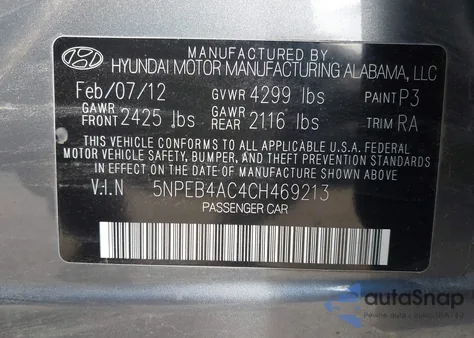 MANUFACTURED BY
HYUNDAI MOTOR MANUFACTURING ALABAMA, LLC
Feb/07/12 GVWR 4299 lbs PAINT P3
GAWR FRONT 2425 lbs GAWR REAR 2116 lbs TRIM RA
THIS VEHICLE CONFORMS TO ALL APPLICABLE U.S.A. FEDERAL
MOTOR VEHICLE SAFETY, BUMPER, AND THEFT PREVENTION STANDARDS
IN EFFECT ON THE DATE OF MANUFACTURE SHOWN ABOVE.
V.I.N 5NPEB4AC4CH469213
PASSENGER CAR
autoSnap